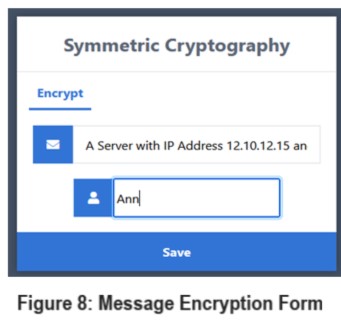 Symmetric Cryptography
Encrypt
A Server with IP Address 12.10.12.15 an
Ann
Save
Figure 8: Message Encryption Form